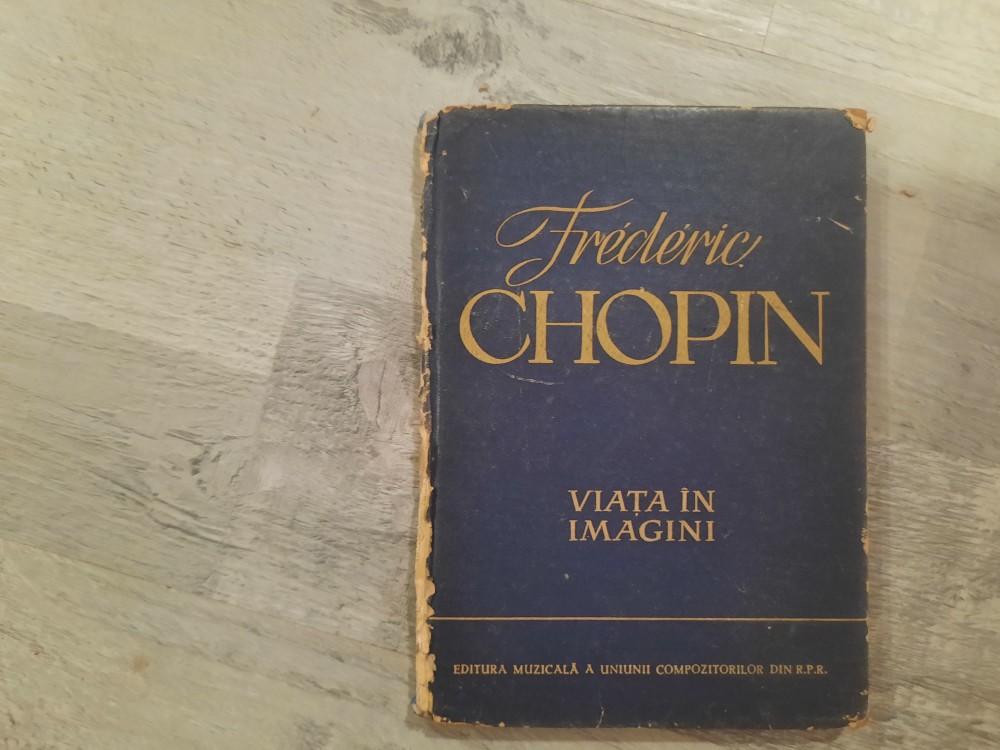 Frédéric
CHOPIN
VIAȚA ÎN
IMAGINI
EDITURA MUZICALĂ A UNIUNII COMPOZITORILOR DIN R.P.R.